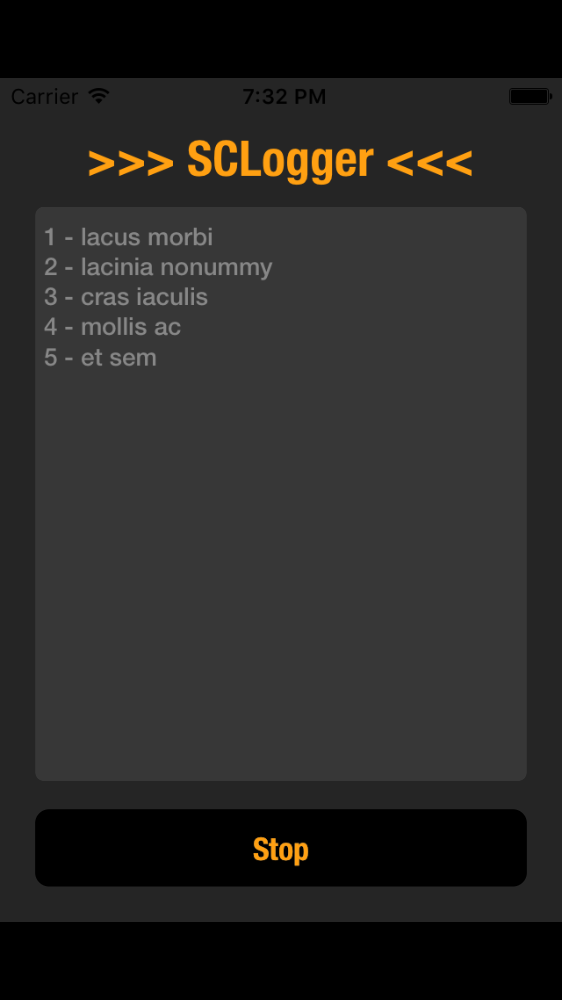 Carrier 7:32 PM
>>> SCLogger <<<
1 - lacus morbi
2 - lacinia nonummy
3 - cras iaculis
4 - mollis ac
5 - et sem
Stop